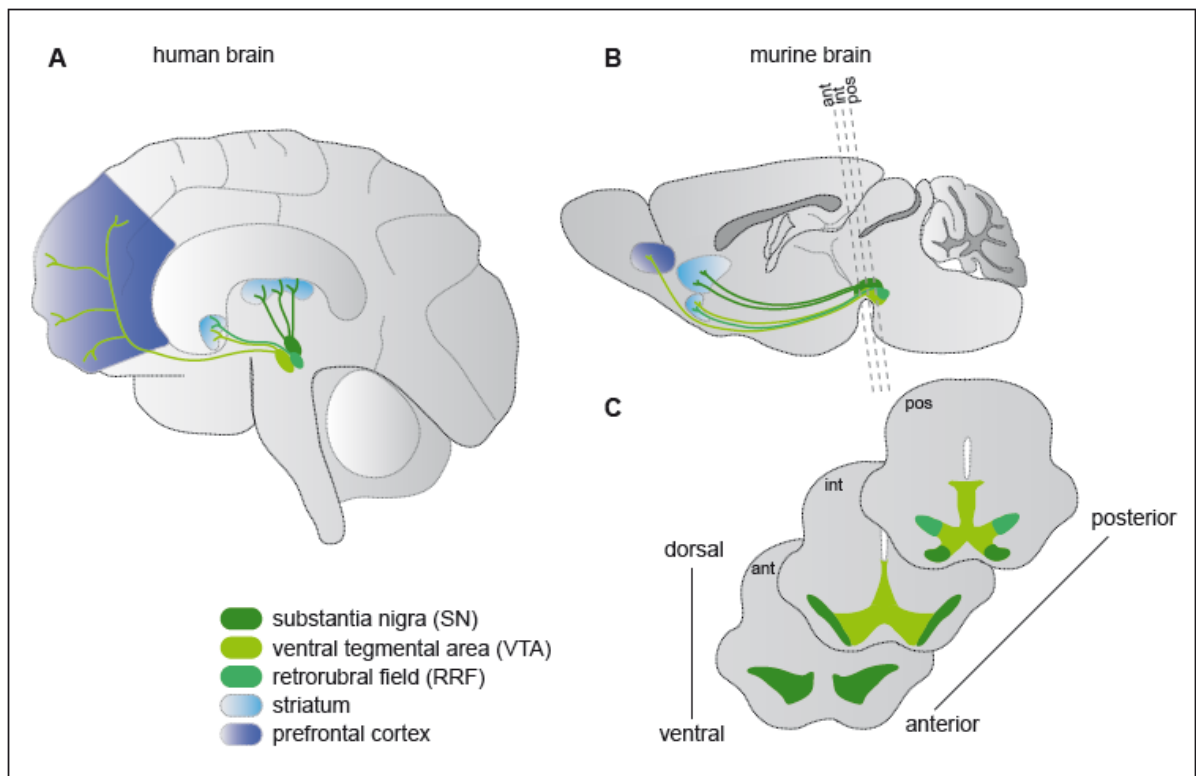 A
human brain
B
murine brain
ant
int
pos
C
pos
int
ant
dorsal
ventral
posterior
anterior
substantia nigra (SN)
ventral tegmental area (VTA)
retrorubral field (RRF)
striatum
prefrontal cortex